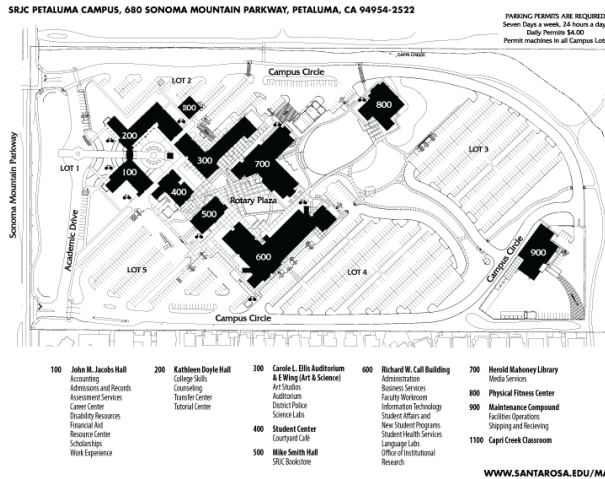 SRJC PETALUMA CAMPUS, 680 SONOMA MOUNTAIN PARKWAY, PETALUMA, CA 94954-2522
PARKING PERMITS ARE REQUIRED
Seven Days a week, 24 hours a day
Daily Permits $4.00
Permit machines in all Campus Lots
CAPRI CREEK
Campus Circle
LOT 2
1100
800
200
300
700
LOT 3
LOT 1
100
400
Sonoma Mountain Parkway
Academic Drive
Rotary Plaza
500
600
900
Campus Circle
LOT 5
LOT 4
Campus Circle
100 John M. Jacobs Hall
Accounting
Admissions and Records
Assessment Services
Career Center
Disability Resources
Financial Aid
Resource Center
Scholarships
Work Experience
200 Kathleen Doyle Hall
College Skills
Counseling
Transfer Center
Tutorial Center
300 Carole L. Ellis Auditorium
& E Wing (Art & Science)
Art Studios
Auditorium
District Police
Science Labs
400 Student Center
Courtyard Café
500 Mike Smith Hall
SRJC Bookstore
600 Richard W. Call Building
Administration
Business Services
Faculty Workroom
Information Technology
Student Affairs and
New Student Programs
Student Health Services
Language Labs
Office of Institutional
Research
700 Herold Mahoney Library
Media Services
800 Physical Fitness Center
900 Maintenance Compound
Facilities Operations
Shipping and Recieving
1100 Capri Creek Classroom
WWW.SANTAROSA.EDU/MA